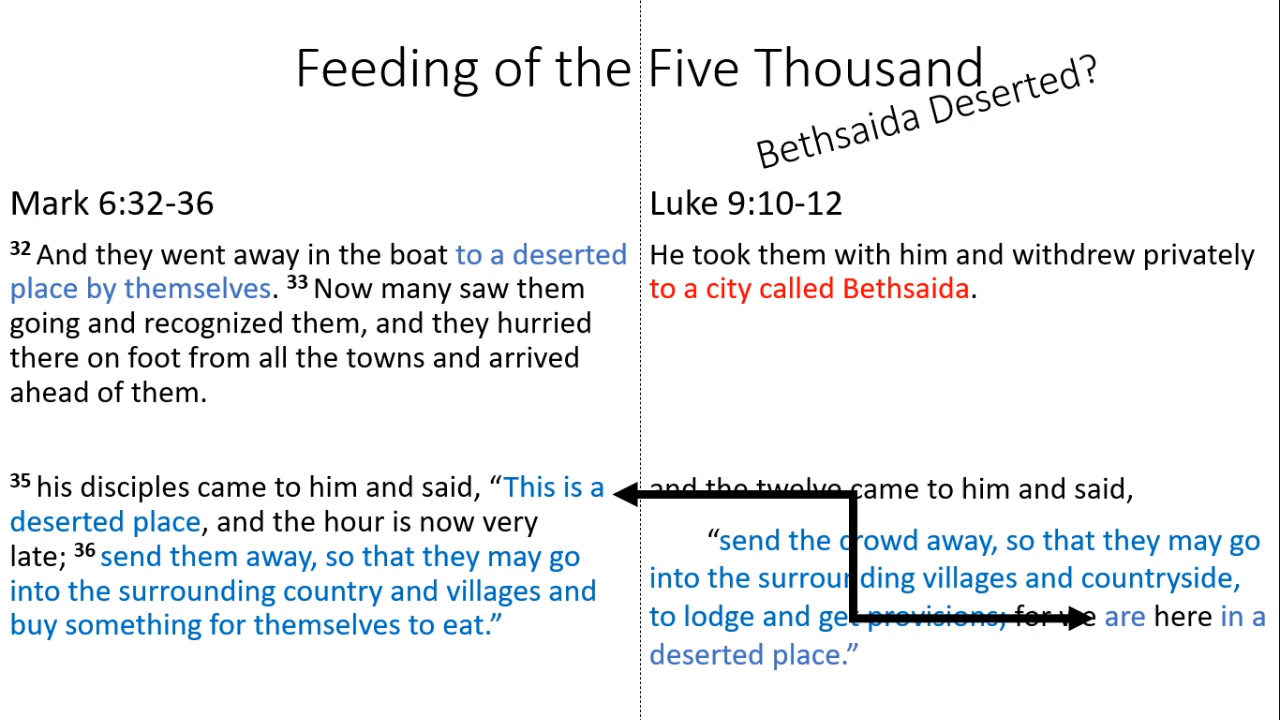 Feeding of the Five Thousand
Bethsaida Deserted?
Mark 6:32-36
³² And they went away in the boat to a deserted
place by themselves. ³³ Now many saw them
going and recognized them, and they hurried
there on foot from all the towns and arrived
ahead of them.
³⁵ his disciples came to him and said, “This is a
deserted place, and the hour is now very
late; ³⁶ send them away, so that they may go
into the surrounding country and villages and
buy something for themselves to eat.”
Luke 9:10-12
He took them with him and withdrew privately
to a city called Bethsaida.
and the twelve came to him and said,
“send the crowd away, so that they may go
into the surrounding villages and countryside,
to lodge and get provisions; for we are here in a
deserted place.”